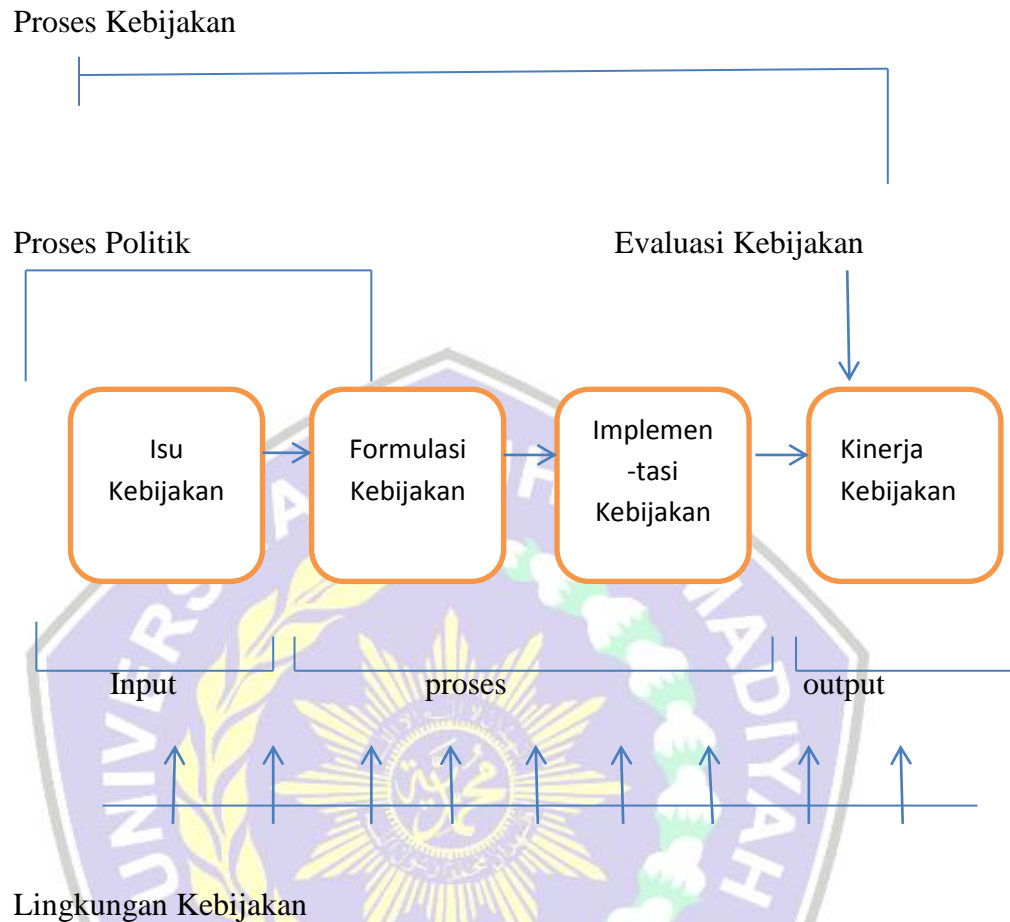 Proses Kebijakan
Proses Politik
Evaluasi Kebijakan
Isu
Kebijakan
Formulasi
Kebijakan
Implemen
-tasi
Kebijakan
Kinerja
Kebijakan
Input
proses
output
Lingkungan Kebijakan